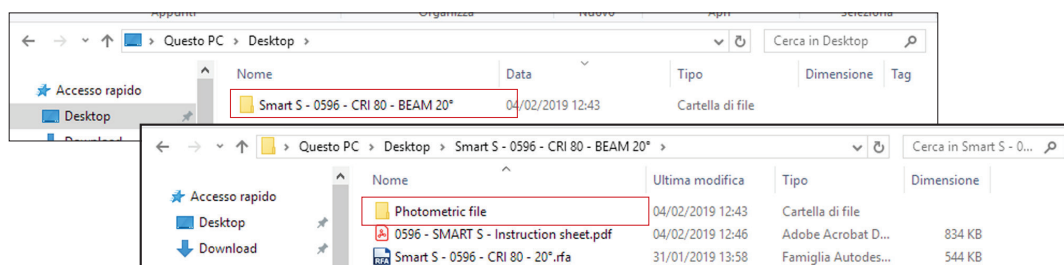 Appunti Organizza Nuovo Apri Seleziona
Questo PC > Desktop >
Cerca in Desktop
Nome Data Tipo Dimensione Tag
Accesso rapido
Smart S - 0596 - CRI 80 - BEAM 20° 04/02/2019 12:43 Cartella di file
Desktop
Download
Questo PC > Desktop > Smart S - 0596 - CRI 80 - BEAM 20° >
Cerca in Smart S - 0...
Nome Ultima modifica Tipo Dimensione
Accesso rapido
Photometric file 04/02/2019 12:43 Cartella di file
Desktop
0596 - SMART S - Instruction sheet.pdf 04/02/2019 12:46 Adobe Acrobat D... 834 KB
Download
Smart S - 0596 - CRI 80 - 20°.rfa 31/01/2019 13:58 Famiglia Autodes... 544 KB